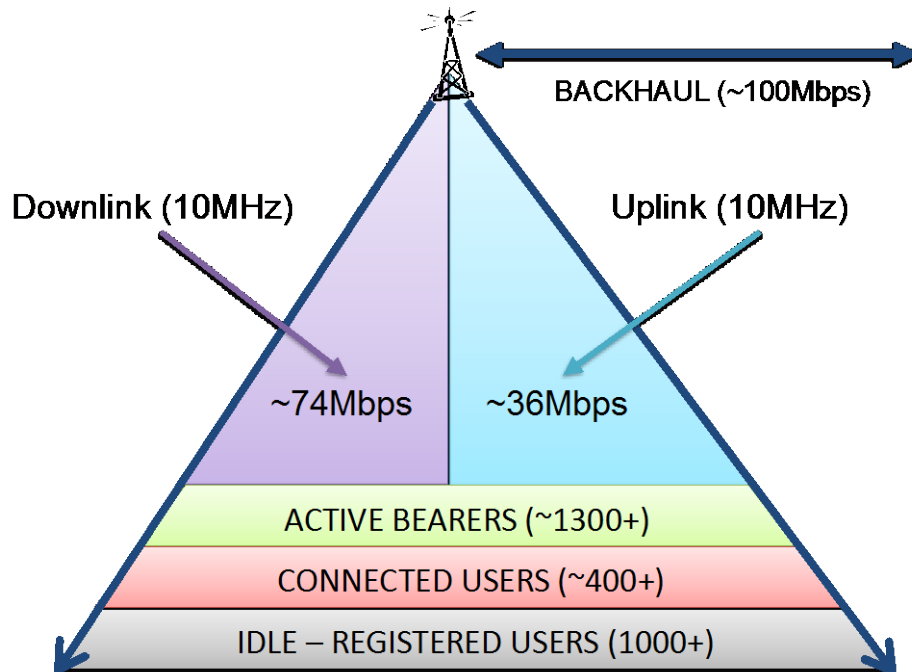 BACKHAUL (~100Mbps)
Downlink (10MHz)
Uplink (10MHz)
~74Mbps
~36Mbps
ACTIVE BEARERS (~1300+)
CONNECTED USERS (~400+)
IDLE – REGISTERED USERS (1000+)